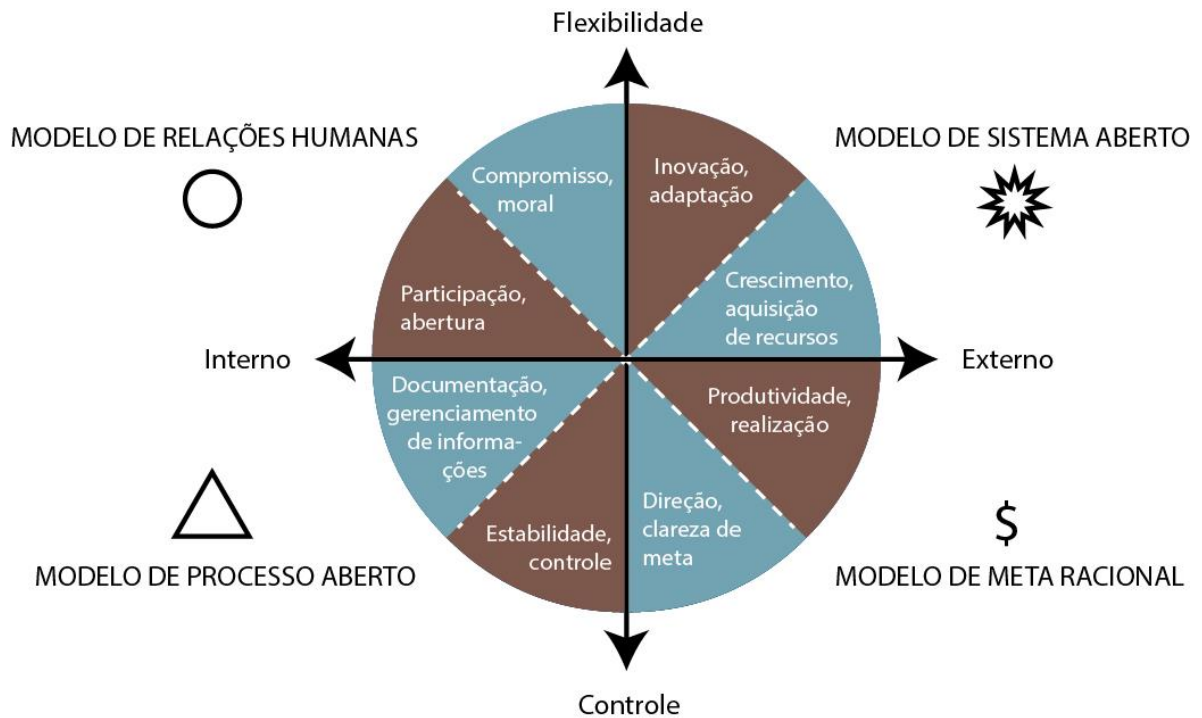 Flexibilidade
MODELO DE RELAÇÕES HUMANAS
MODELO DE SISTEMA ABERTO
Compromisso,
moral
Inovação,
adaptação
Participação,
abertura
Crescimento,
aquisição
de recursos
Interno
Externo
Documentação,
gerenciamento
de informa-
ções
Produtividade,
realização
Estabilidade,
controle
Direção,
clareza de
meta
$
MODELO DE PROCESSO ABERTO
MODELO DE META RACIONAL
Controle